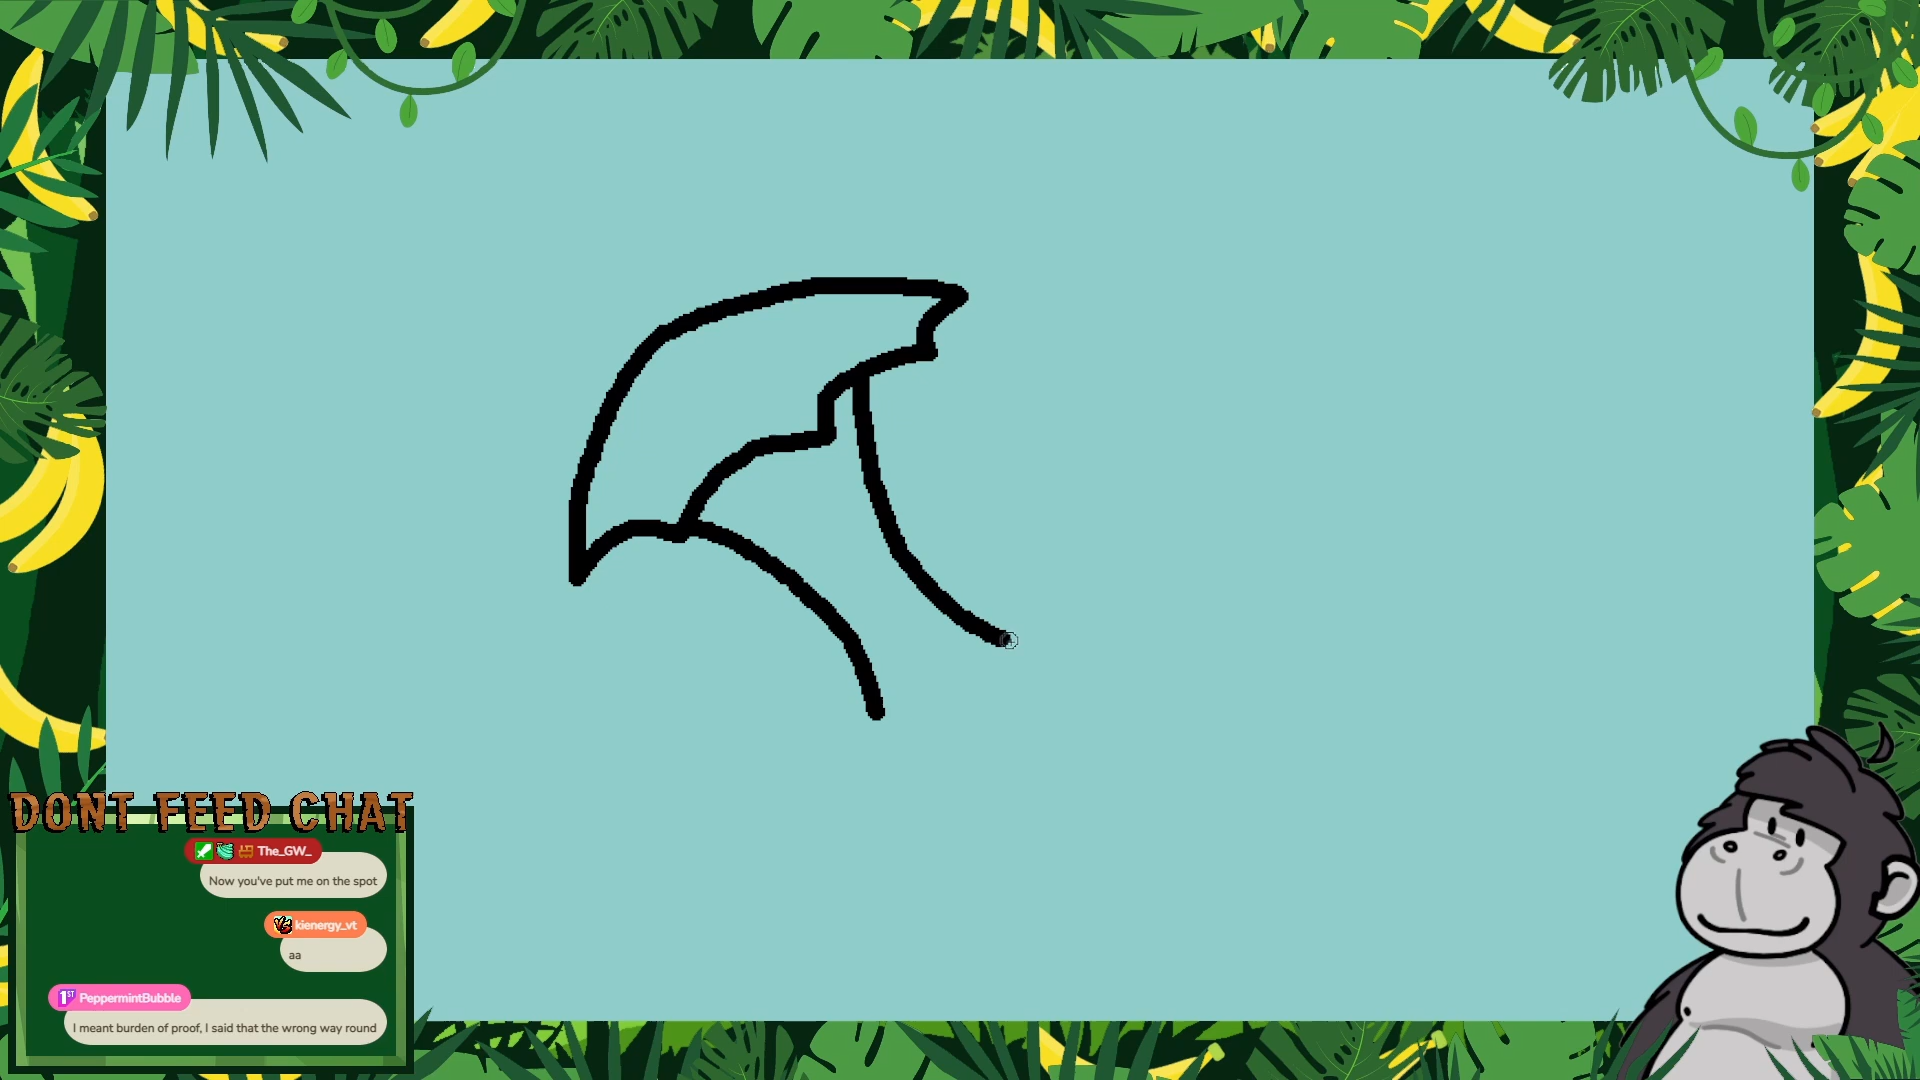 DONT FEED CHAT
The_GW_
Now you've put me on the spot
kienergy_vt
aa
1ST PeppermintBubble
I meant burden of proof, I said that the wrong way round